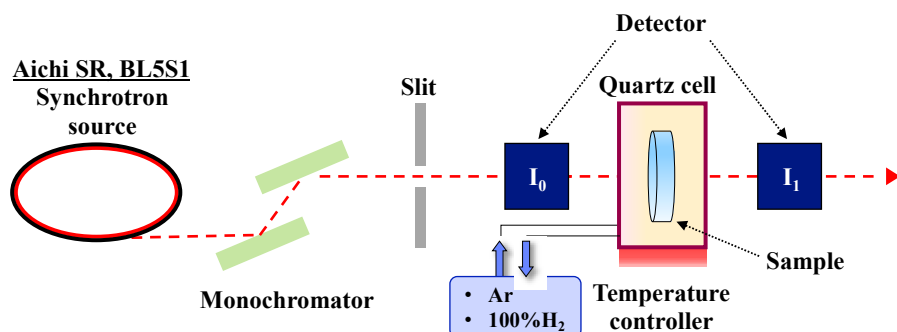 Detector
Aichi SR, BL5S1
Synchrotron
source
Slit
Quartz cell
I0
I1
Monochromator
Sample
• Ar
• 100%H2
Temperature
controller